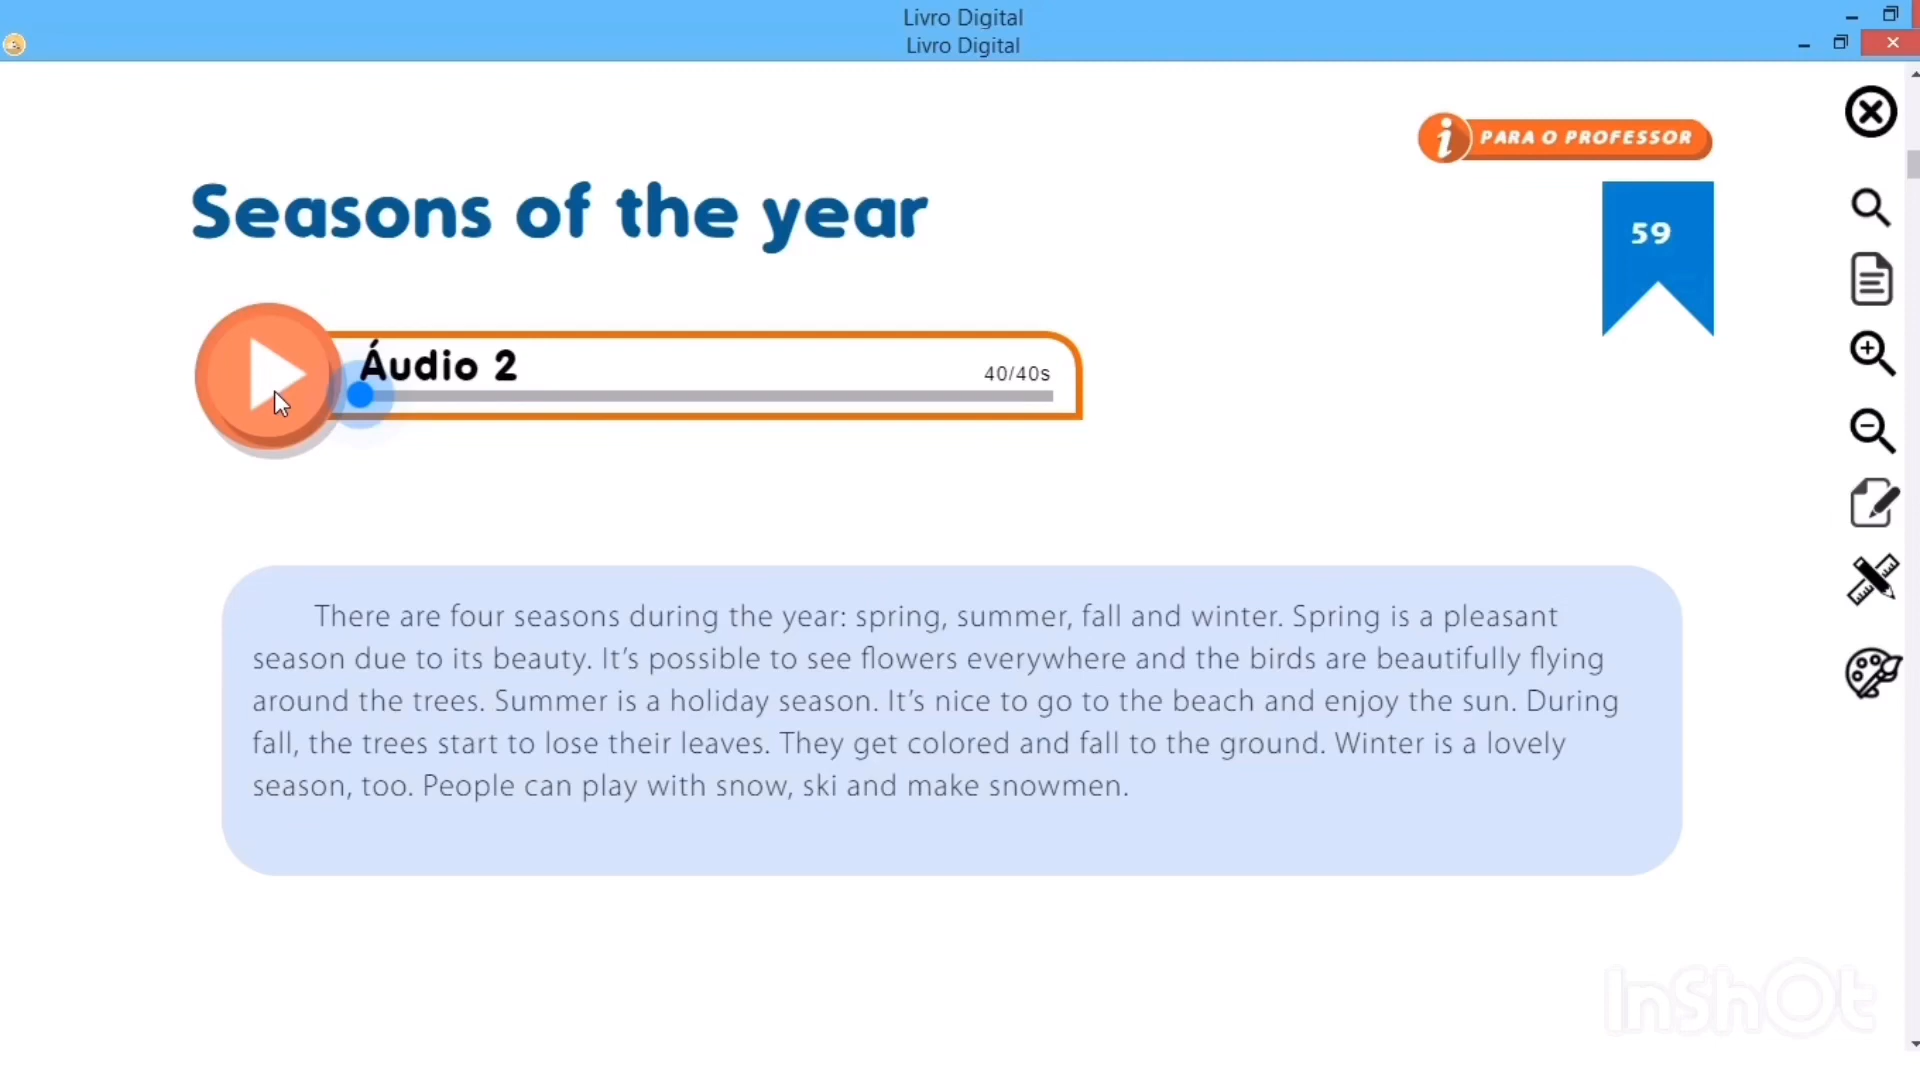 Livro Digital
Livro Digital
PARA O PROFESSOR
Seasons of the year
59
Áudio 2
40/40s
There are four seasons during the year: spring, summer, fall and winter. Spring is a pleasant
season due to its beauty. It's possible to see flowers everywhere and the birds are beautifully flying
around the trees. Summer is a holiday season. It's nice to go to the beach and enjoy the sun. During
fall, the trees start to lose their leaves. They get colored and fall to the ground. Winter is a lovely
season, too. People can play with snow, ski and make snowmen.
InShOt